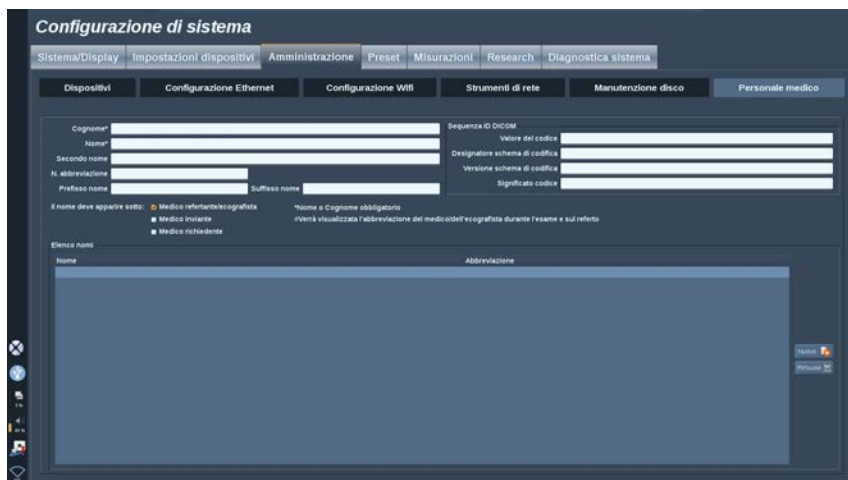 Configurazione di sistema
Sistema/Display Impostazioni dispositivi Amministrazione Preset Misurazioni Research Diagnostica sistema
Dispositivi Configurazione Ethernet Configurazione Wifi Strumenti di rete Manutenzione disco Personale medico
Cognome*
Nome*
Secondo nome
N. abbreviazione
Prefisso nome Suffisso nome
Sequenza ID DICOM
Valore del codice
Designatore schema di codifica
Versione schema di codifica
Significato codice
Il nome deve apparire sotto: Medico refertante/ecografista *Nome o Cognome obbligatorio
Medico inviante #Verrà visualizzata l'abbreviazione del medico/dell'ecografista durante l'esame e sul referto
Medico richiedente
Elenco nomi
Nome Abbreviazione
Nuovo
Rimuovi